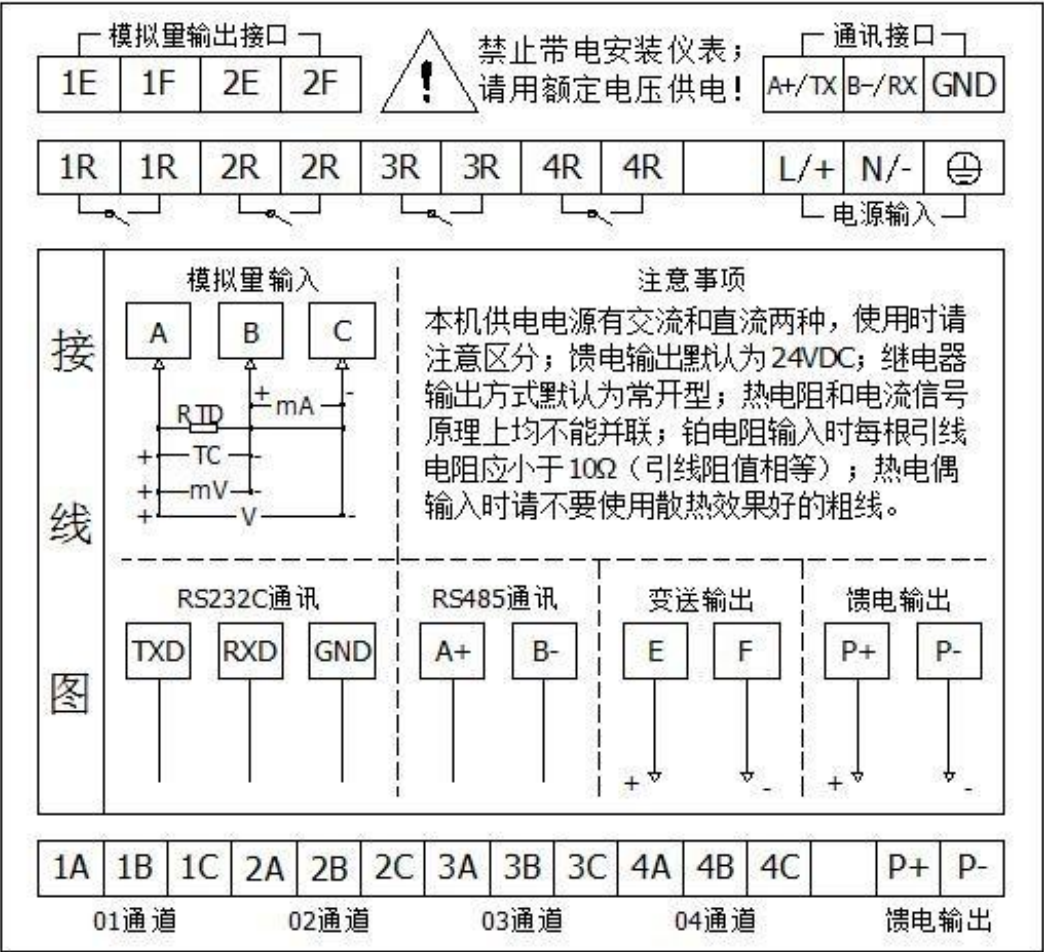 模拟量输出接口
1E 1F 2E 2F
禁止带电安装仪表；
请用额定电压供电！
通讯接口
A+/TX B-/RX GND
1R 1R 2R 2R 3R 3R 4R 4R L/+ N/-
电源输入
接线图
模拟量输入
A B C
+ mA -
RTD
+ TC -
+ mV -
+ V -
注意事项
本机供电电源有交流和直流两种，使用时请
注意区分；馈电输出默认为24VDC；继电器
输出方式默认为常开型；热电阻和电流信号
原理上均不能并联；铂电阻输入时每根引线
电阻应小于10Ω（引线阻值相等）；热电偶
输入时请不要使用散热效果好的粗线。
RS232C通讯
TXD RXD GND
RS485通讯
A+ B-
变送输出
E F
+ -
馈电输出
P+ P-
+ -
1A 1B 1C 2A 2B 2C 3A 3B 3C 4A 4B 4C P+ P-
01通道 02通道 03通道 04通道 馈电输出